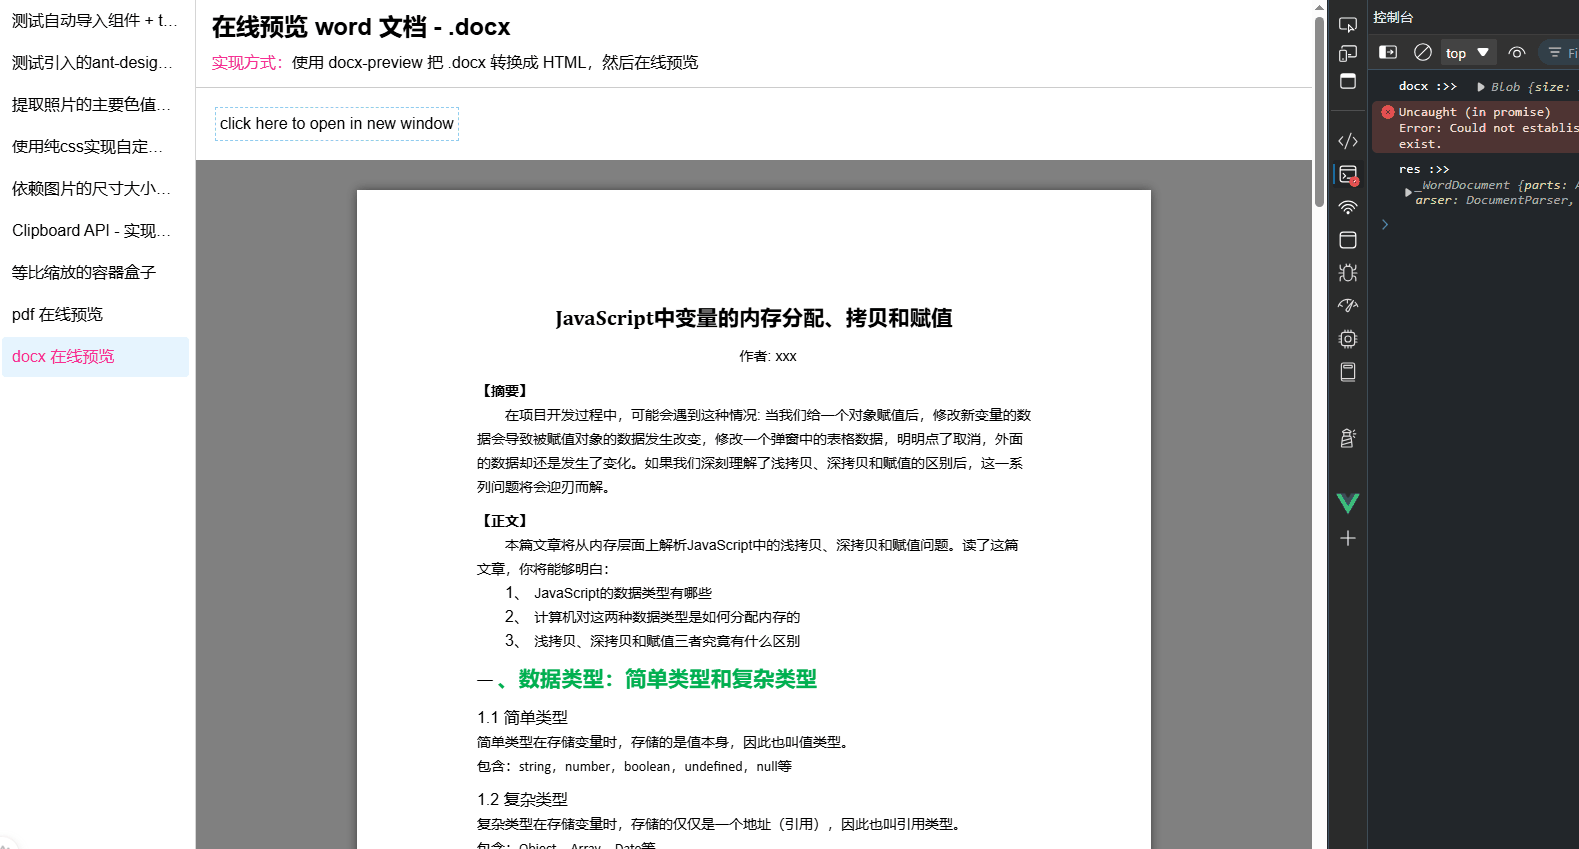 测试自动导入组件 + t...
测试引入的ant-desig...
提取照片的主要色值...
使用纯css实现自定...
依赖图片的尺寸大小...
Clipboard API - 实现...
等比缩放的容器盒子
pdf 在线预览
docx 在线预览
在线预览 word 文档 - .docx
实现方式：使用 docx-preview 把 .docx 转换成 HTML，然后在线预览
click here to open in new window
JavaScript中变量的内存分配、拷贝和赋值
作者: xxx
【摘要】
在项目开发过程中，可能会遇到这种情况: 当我们给一个对象赋值后，修改新变量的数
据会导致被赋值对象的数据发生改变，修改一个弹窗中的表格数据，明明点了取消，外面
的数据却还是发生了变化。如果我们深刻理解了浅拷贝、深拷贝和赋值的区别后，这一系
列问题将会迎刃而解。
【正文】
本篇文章将从内存层面上解析JavaScript中的浅拷贝、深拷贝和赋值问题。读了这篇
文章，你将能够明白：
1、 JavaScript的数据类型有哪些
2、 计算机对这两种数据类型是如何分配内存的
3、 浅拷贝、深拷贝和赋值三者究竟有什么区别
一、数据类型：简单类型和复杂类型
1.1 简单类型
简单类型在存储变量时，存储的是值本身，因此也叫值类型。
包含：string，number，boolean，undefined，null等
1.2 复杂类型
复杂类型在存储变量时，存储的仅仅是一个地址（引用），因此也叫引用类型。
包含：Object、Array、Date等
控制台
top
Fi
docx :>> Blob {size:
Uncaught (in promise)
Error: Could not establis
exist.
res :>>
_WordDocument {parts: A
arser: DocumentParser,